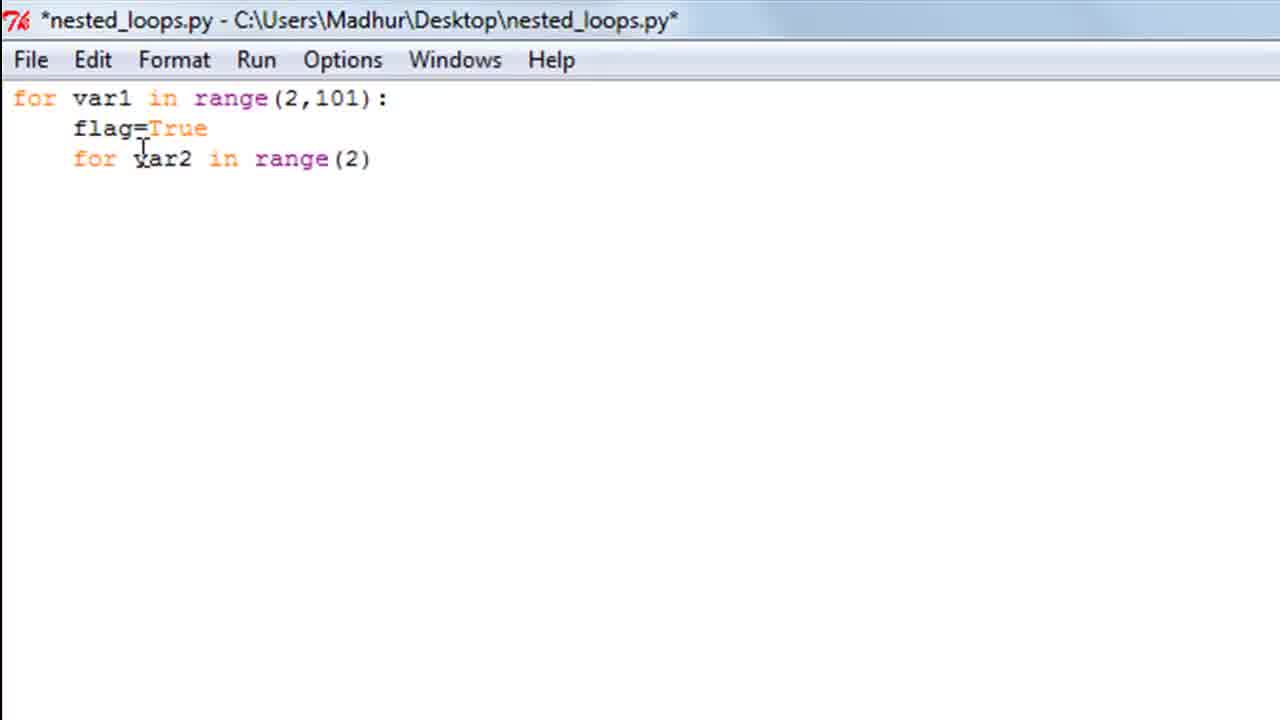 *nested_loops.py - C:\Users\Madhur\Desktop\nested_loops.py*
File Edit Format Run Options Windows Help
for var1 in range(2,101):
    flag=True
    for var2 in range(2)